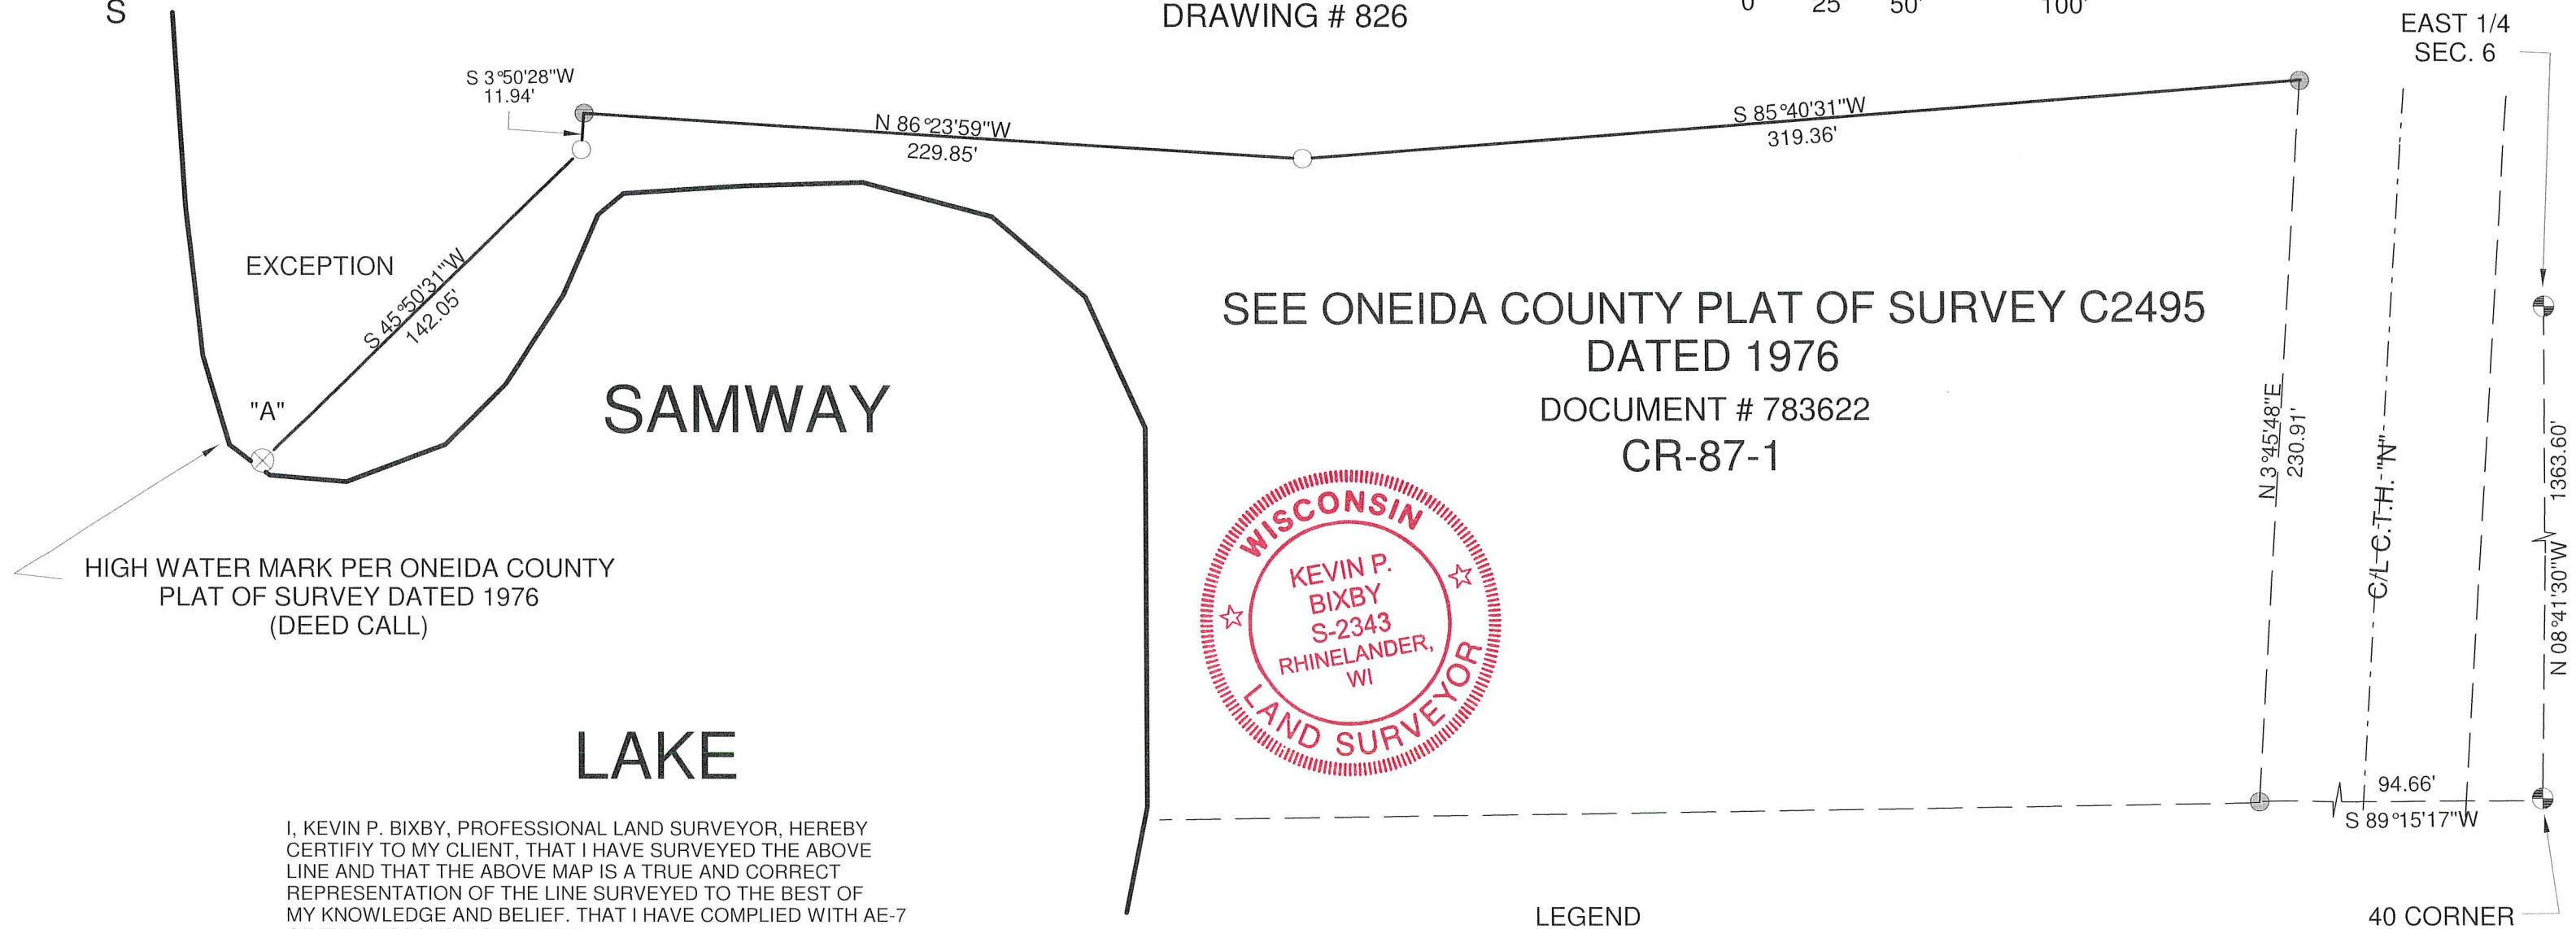 S
DRAWING # 826
0 25 50' 100'
EAST 1/4
SEC. 6
S 3°50'28"W
11.94'
N 86°23'59"W
229.85'
S 85°40'31"W
319.36'
EXCEPTION
S 45°50'31"W
142.05'
"A"
SAMWAY
SEE ONEIDA COUNTY PLAT OF SURVEY C2495
DATED 1976
DOCUMENT # 783622
CR-87-1
N 3°45'48"E
230.91'
C/L C.T.H. "N"
N 08°41'30"W 1363.60'
HIGH WATER MARK PER ONEIDA COUNTY
PLAT OF SURVEY DATED 1976
(DEED CALL)
WISCONSIN
KEVIN P.
BIXBY
S-2343
RHINELANDER,
WI
LAND SURVEYOR
LAKE
94.66'
S 89°15'17"W
I, KEVIN P. BIXBY, PROFESSIONAL LAND SURVEYOR, HEREBY
CERTIFIY TO MY CLIENT, THAT I HAVE SURVEYED THE ABOVE
LINE AND THAT THE ABOVE MAP IS A TRUE AND CORRECT
REPRESENTATION OF THE LINE SURVEYED TO THE BEST OF
MY KNOWLEDGE AND BELIEF. THAT I HAVE COMPLIED WITH AE-7
LEGEND
40 CORNER